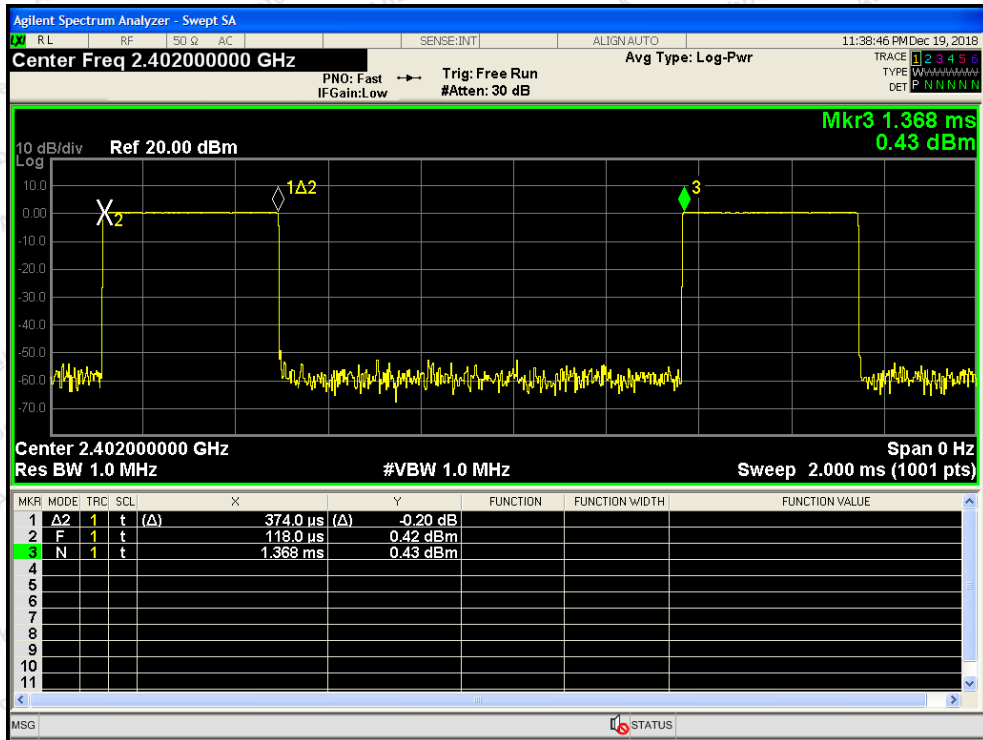 Agilent Spectrum Analyzer - Swept SA
LXI RL RF 50 Ω AC SENSE:INT ALIGN AUTO 11:38:46 PM Dec 19, 2018
Center Freq 2.402000000 GHz Avg Type: Log-Pwr TRACE 1 2 3 4 5 6
PNO: Fast Trig: Free Run TYPE WWWWWW
IFGain:Low #Atten: 30 dB DET P N N N N N
Mkr3 1.368 ms
10 dB/div Ref 20.00 dBm 0.43 dBm
Log
10.0
0.00
-10.0
-20.0
-30.0
-40.0
-50.0
-60.0
-70.0
2 1Δ2 3
Center 2.402000000 GHz Span 0 Hz
Res BW 1.0 MHz #VBW 1.0 MHz Sweep 2.000 ms (1001 pts)
MKR MODE TRC SCL X Y FUNCTION FUNCTION WIDTH FUNCTION VALUE
1 Δ2 1 t (Δ) 374.0 µs (Δ) -0.20 dB
2 F 1 t 118.0 µs 0.42 dBm
3 N 1 t 1.368 ms 0.43 dBm
4
5
6
7
8
9
10
11
MSG STATUS